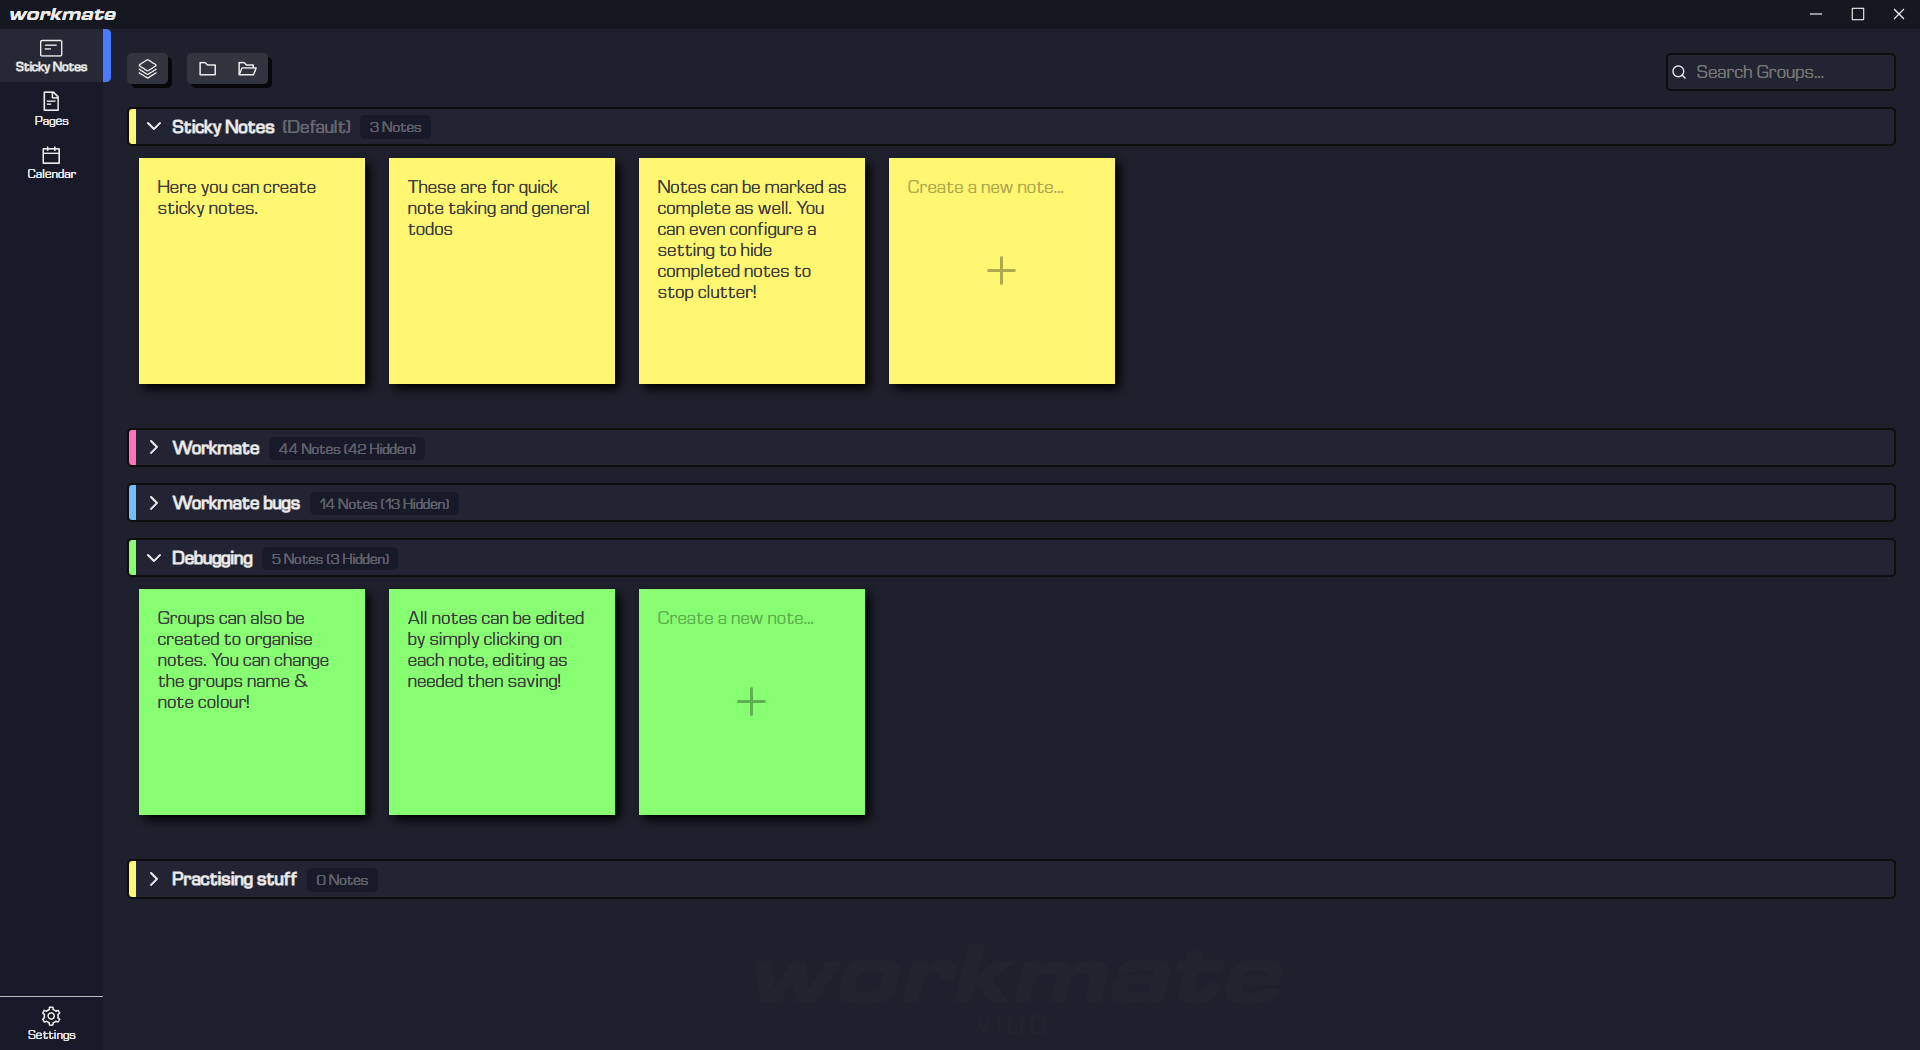 workmate
Sticky Notes
Pages
Calendar
Search Groups...
Sticky Notes (Default) 3 Notes
Here you can create
sticky notes.
These are for quick
note taking and general
todos
Notes can be marked as
complete as well. You
can even configure a
setting to hide
completed notes to
stop clutter!
Create a new note...
Workmate 44 Notes (42 Hidden)
Workmate bugs 14 Notes (13 Hidden)
Debugging 5 Notes (3 Hidden)
Groups can also be
created to organise
notes. You can change
the groups name &
note colour!
All notes can be edited
by simply clicking on
each note, editing as
needed then saving!
Create a new note...
Practising stuff 0 Notes
workmate
Settings